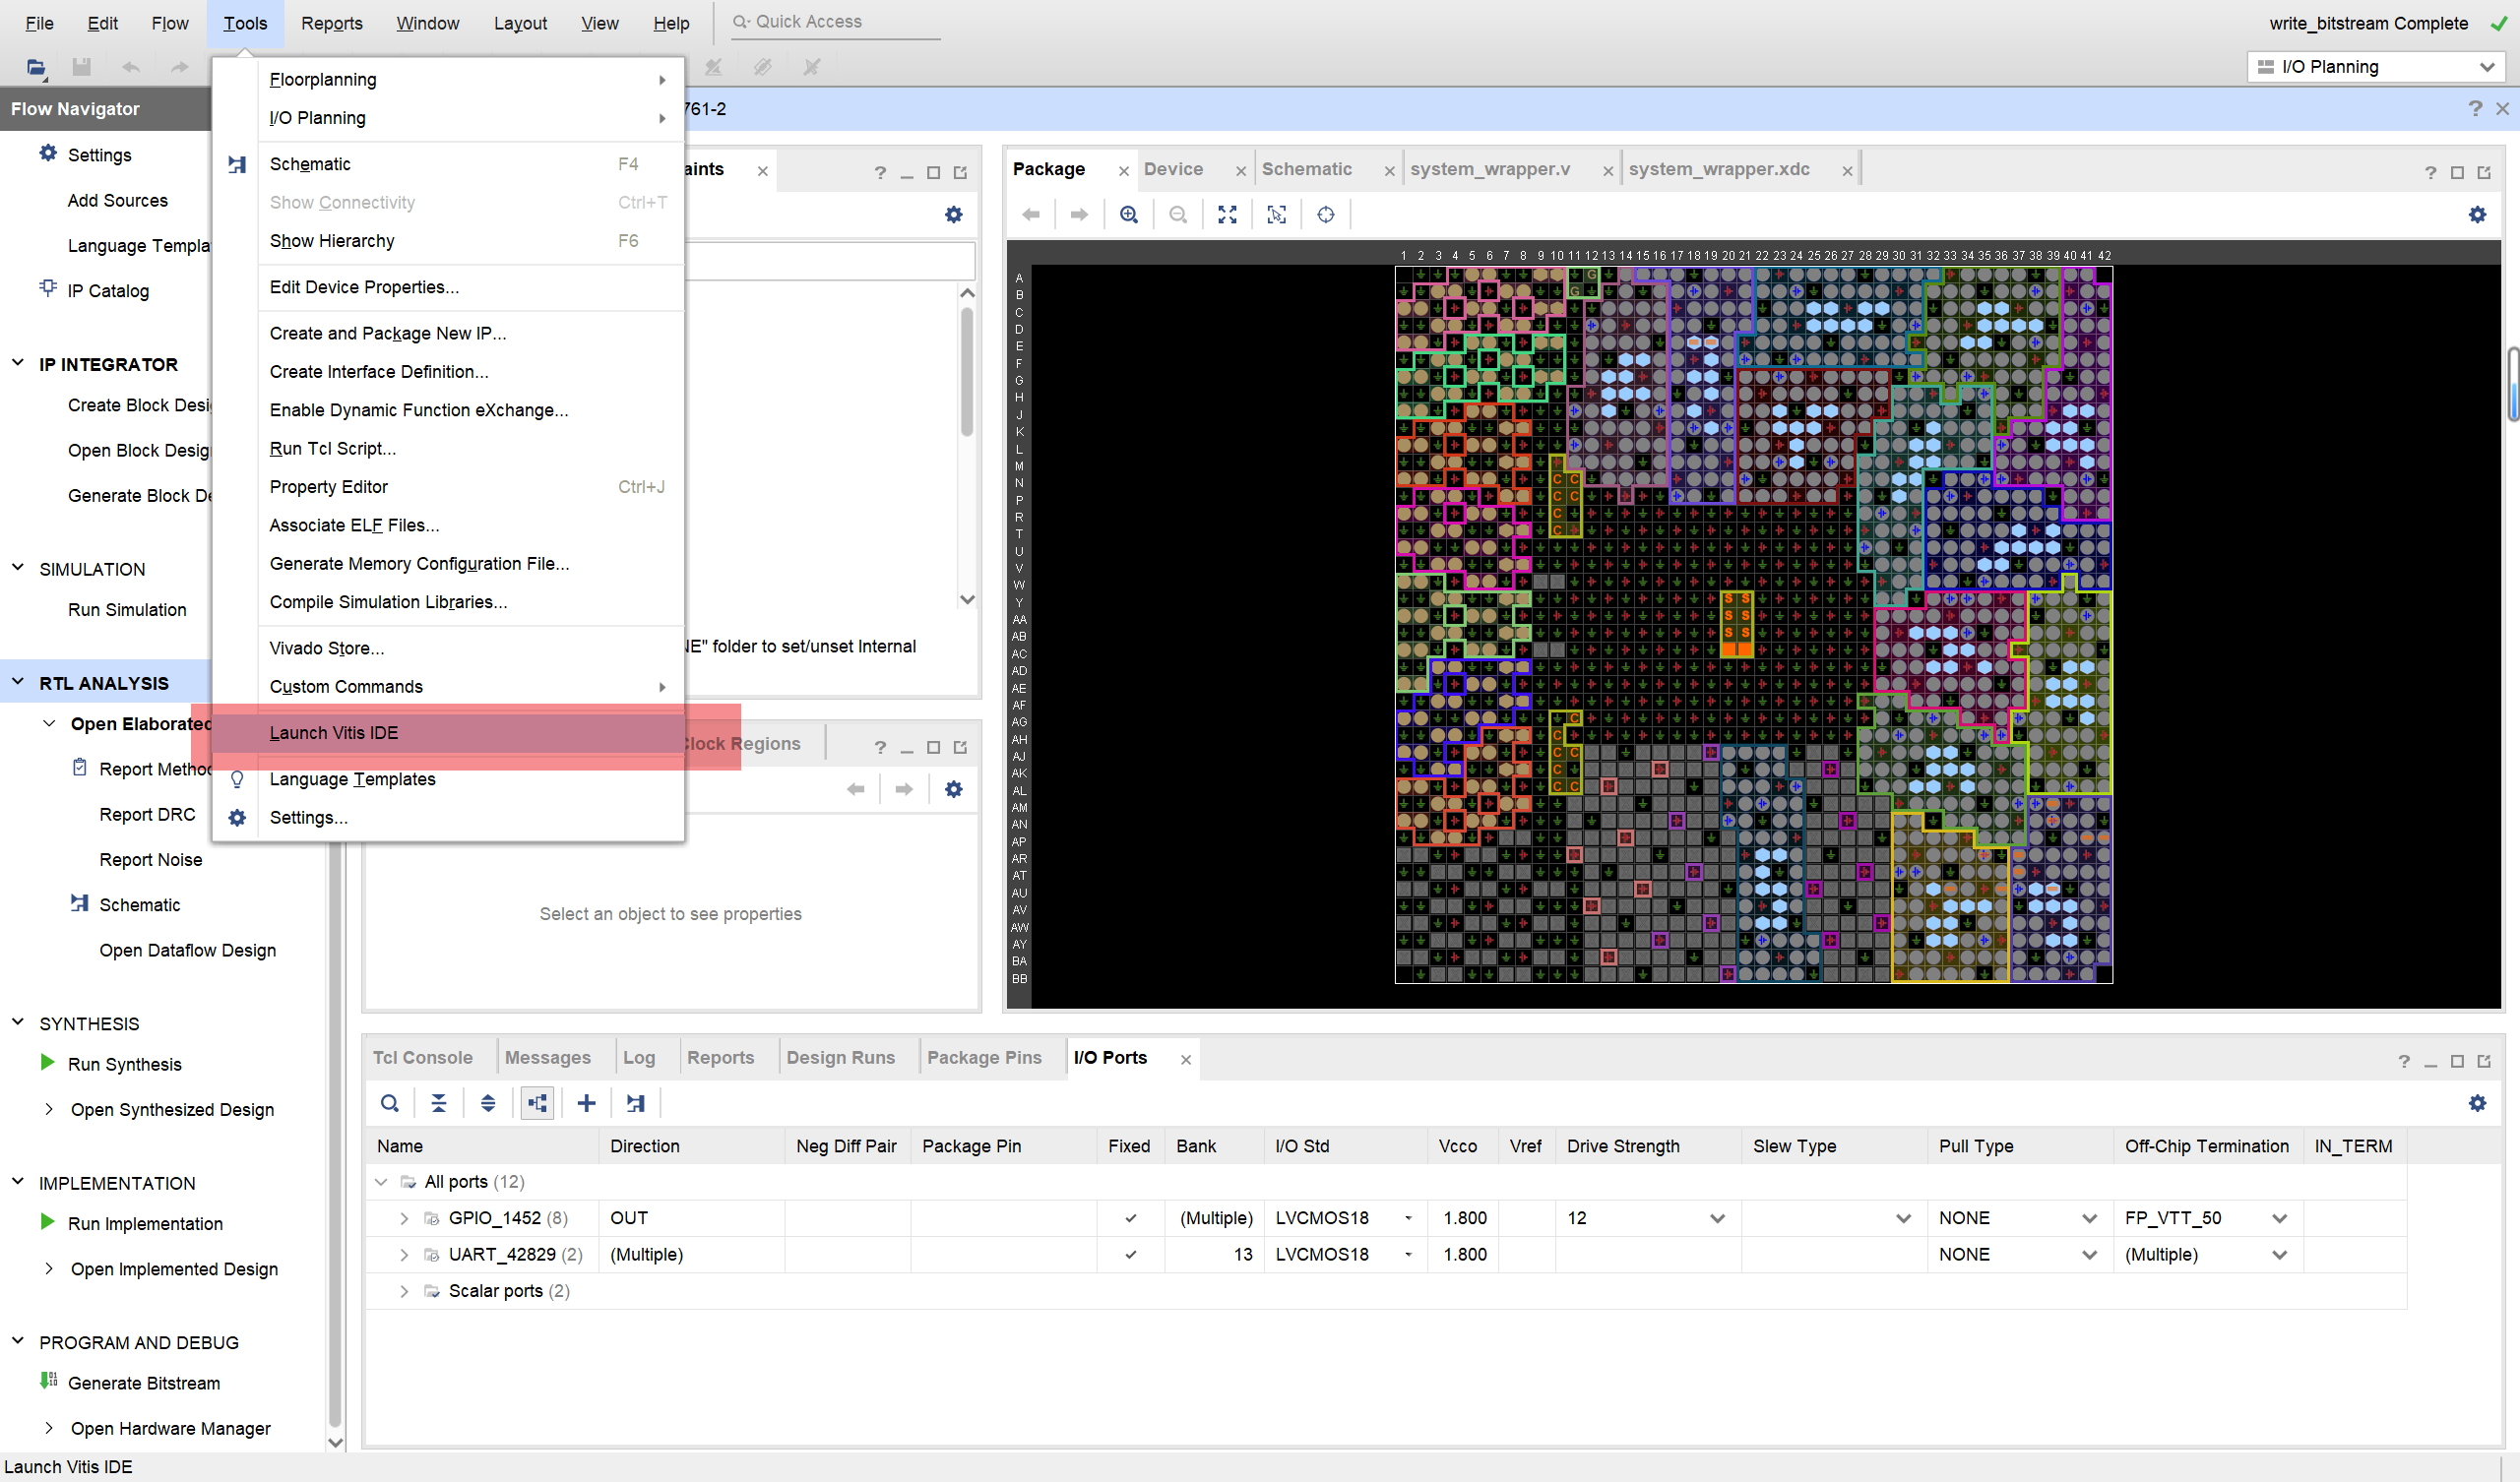 File Edit Flow Tools Reports Window Layout View Help Quick Access
write_bitstream Complete
I/O Planning
Flow Navigator
761-2
Settings
Add Sources
Language Templa
IP Catalog
IP INTEGRATOR
Create Block Desi
Open Block Desig
Generate Block De
SIMULATION
Run Simulation
RTL ANALYSIS
Open Elaborated
Report Method
Report DRC
Report Noise
Schematic
Open Dataflow Design
SYNTHESIS
Run Synthesis
Open Synthesized Design
IMPLEMENTATION
Run Implementation
Open Implemented Design
PROGRAM AND DEBUG
Generate Bitstream
Open Hardware Manager
Floorplanning
I/O Planning
Schematic F4
Show Connectivity Ctrl+T
Show Hierarchy F6
Edit Device Properties...
Create and Package New IP...
Create Interface Definition...
Enable Dynamic Function eXchange...
Run Tcl Script...
Property Editor Ctrl+J
Associate ELF Files...
Generate Memory Configuration File...
Compile Simulation Libraries...
Vivado Store...
Custom Commands
Launch Vitis IDE
Language Templates
Settings...
aints
NE" folder to set/unset Internal
Clock Regions
Select an object to see properties
Package Device Schematic system_wrapper.v system_wrapper.xdc
1 2 3 4 5 6 7 8 9 10 11 12 13 14 15 16 17 18 19 20 21 22 23 24 25 26 27 28 29 30 31 32 33 34 35 36 37 38 39 40 41 42
A
B
C
D
E
F
G
H
J
K
L
M
N
P
R
T
U
V
W
Y
AA
AB
AC
AD
AE
AF
AG
AH
AJ
AK
AL
AM
AN
AP
AR
AT
AU
AV
AW
AY
BA
BB
Tcl Console Messages Log Reports Design Runs Package Pins I/O Ports
Name Direction Neg Diff Pair Package Pin Fixed Bank I/O Std Vcco Vref Drive Strength Slew Type Pull Type Off-Chip Termination IN_TERM
All ports (12)
GPIO_1452 (8) OUT (Multiple) LVCMOS18 1.800 12 NONE FP_VTT_50
UART_42829 (2) (Multiple) 13 LVCMOS18 1.800 NONE (Multiple)
Scalar ports (2)
Launch Vitis IDE